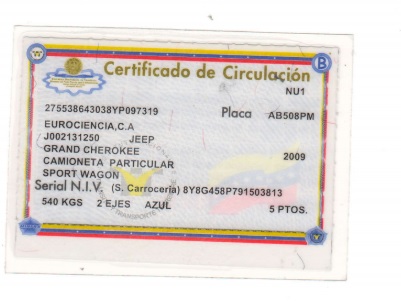 Certificado de Circulación
B
NU1
275538643038YP097319 Placa AB508PM
EUROCIENCIA,C.A
J002131250 JEEP
GRAND CHEROKEE 2009
CAMIONETA PARTICULAR
SPORT WAGON
Serial N.I.V. (S. Carrocería) 8Y8G458P791503813
540 KGS 2 EJES AZUL 5 PTOS.